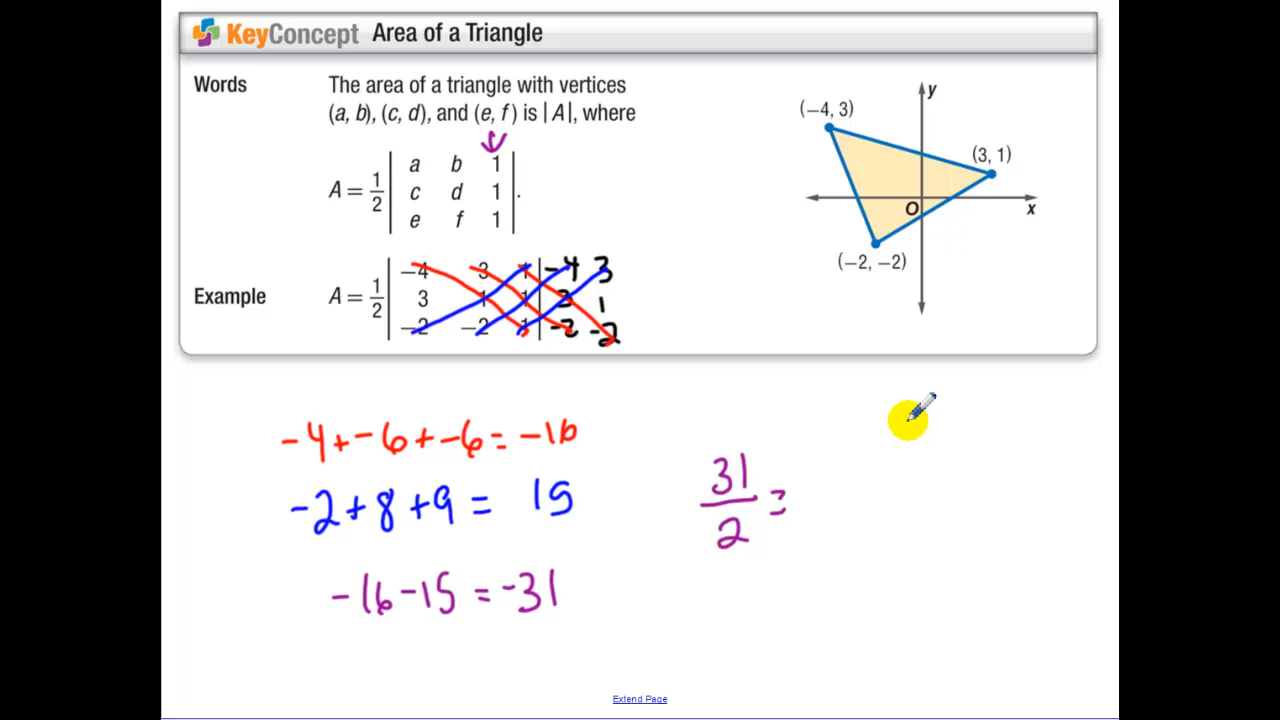 KeyConcept Area of a Triangle
Words The area of a triangle with vertices
(a, b), (c, d), and (e, f) is |A|, where
A = 1/2 | a b 1 |
| c d 1 |
| e f 1 | .
Example A = 1/2 | −4 3 1 | -4 3
| 3 1 1 | 3 1
| −2 −2 1 | -2 -2
y
(−4, 3)
(3, 1)
O
x
(−2, −2)
-4 + -6 + -6 = -16
-2 + 8 + 9 = 15
-16 - 15 = -31
31/2 =
Extend Page